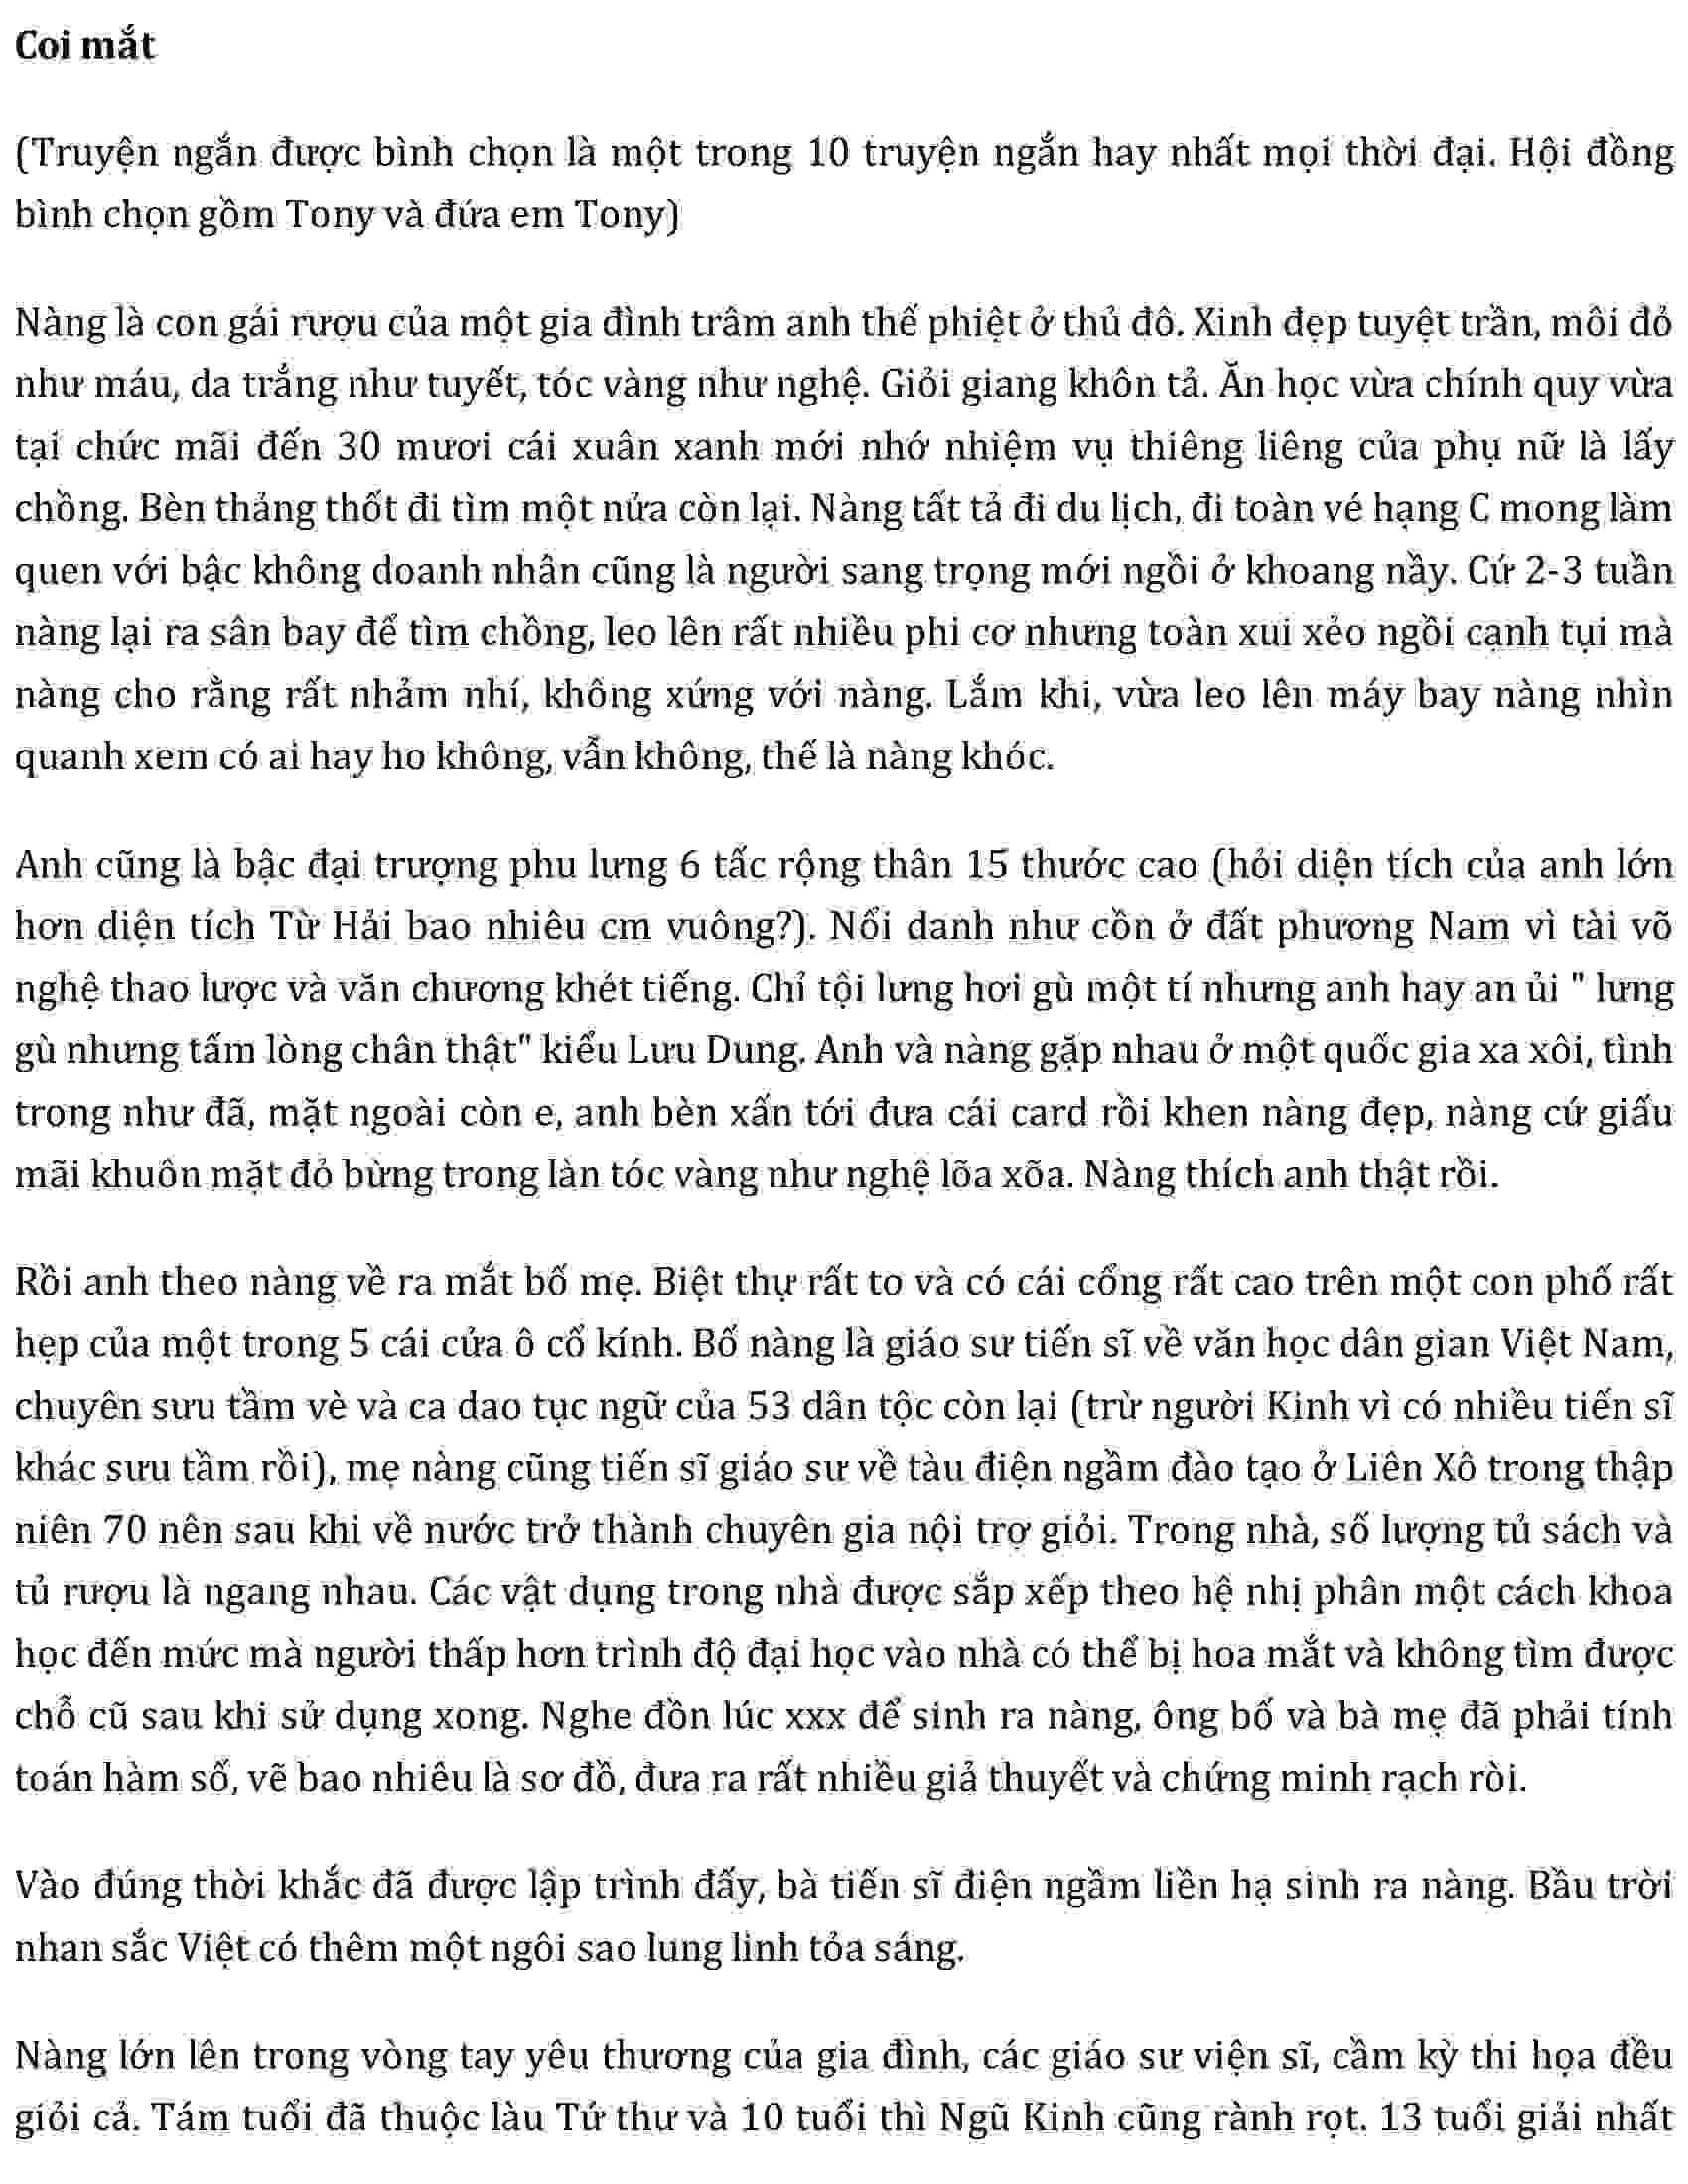 Coi mắt
(Truyện ngắn được bình chọn là một trong 10 truyện ngắn hay nhất mọi thời đại. Hội đồng
bình chọn gồm Tony và đứa em Tony)
Nàng là con gái rượu của một gia đình trâm anh thế phiệt ở thủ đô. Xinh đẹp tuyệt trần, môi đỏ
như máu, da trắng như tuyết, tóc vàng như nghệ. Giỏi giang khôn tả. Ăn học vừa chính quy vừa
tại chức mãi đến 30 mươi cái xuân xanh mới nhớ nhiệm vụ thiêng liêng của phụ nữ là lấy
chồng. Bèn thảng thốt đi tìm một nửa còn lại. Nàng tất tả đi du lịch, đi toàn vé hạng C mong làm
quen với bậc không doanh nhân cũng là người sang trọng mới ngồi ở khoang nầy. Cứ 2-3 tuần
nàng lại ra sân bay để tìm chồng, leo lên rất nhiều phi cơ nhưng toàn xui xẻo ngồi cạnh tụi mà
nàng cho rằng rất nhảm nhí, không xứng với nàng. Lắm khi, vừa leo lên máy bay nàng nhìn
quanh xem có ai hay ho không, vẫn không, thế là nàng khóc.
Anh cũng là bậc đại trượng phu lưng 6 tấc rộng thân 15 thước cao (hỏi diện tích của anh lớn
hơn diện tích Từ Hải bao nhiêu cm vuông?). Nổi danh như cồn ở đất phương Nam vì tài võ
nghệ thao lược và văn chương khét tiếng. Chỉ tội lưng hơi gù một tí nhưng anh hay an ủi " lưng
gù nhưng tấm lòng chân thật" kiểu Lưu Dung. Anh và nàng gặp nhau ở một quốc gia xa xôi, tình
trong như đã, mặt ngoài còn e, anh bèn xấn tới đưa cái card rồi khen nàng đẹp, nàng cứ giấu
mãi khuôn mặt đỏ bừng trong làn tóc vàng như nghệ lõa xõa. Nàng thích anh thật rồi.
Rồi anh theo nàng về ra mắt bố mẹ. Biệt thự rất to và có cái cổng rất cao trên một con phố rất
hẹp của một trong 5 cái cửa ô cổ kính. Bố nàng là giáo sư tiến sĩ về văn học dân gian Việt Nam,
chuyên sưu tầm vè và ca dao tục ngữ của 53 dân tộc còn lại (trừ người Kinh vì có nhiều tiến sĩ
khác sưu tầm rồi), mẹ nàng cũng tiến sĩ giáo sư về tàu điện ngầm đào tạo ở Liên Xô trong thập
niên 70 nên sau khi về nước trở thành chuyên gia nội trợ giỏi. Trong nhà, số lượng tủ sách và
tủ rượu là ngang nhau. Các vật dụng trong nhà được sắp xếp theo hệ nhị phân một cách khoa
học đến mức mà người thấp hơn trình độ đại học vào nhà có thể bị hoa mắt và không tìm được
chỗ cũ sau khi sử dụng xong. Nghe đồn lúc xxx để sinh ra nàng, ông bố và bà mẹ đã phải tính
toán hàm số, vẽ bao nhiêu là sơ đồ, đưa ra rất nhiều giả thuyết và chứng minh rạch ròi.
Vào đúng thời khắc đã được lập trình đấy, bà tiến sĩ điện ngầm liền hạ sinh ra nàng. Bầu trời
nhan sắc Việt có thêm một ngôi sao lung linh tỏa sáng.
Nàng lớn lên trong vòng tay yêu thương của gia đình, các giáo sư viện sĩ, cầm kỳ thi họa đều
giỏi cả. Tám tuổi đã thuộc làu Tứ thư và 10 tuổi thì Ngũ Kinh cũng rành rọt. 13 tuổi giải nhất